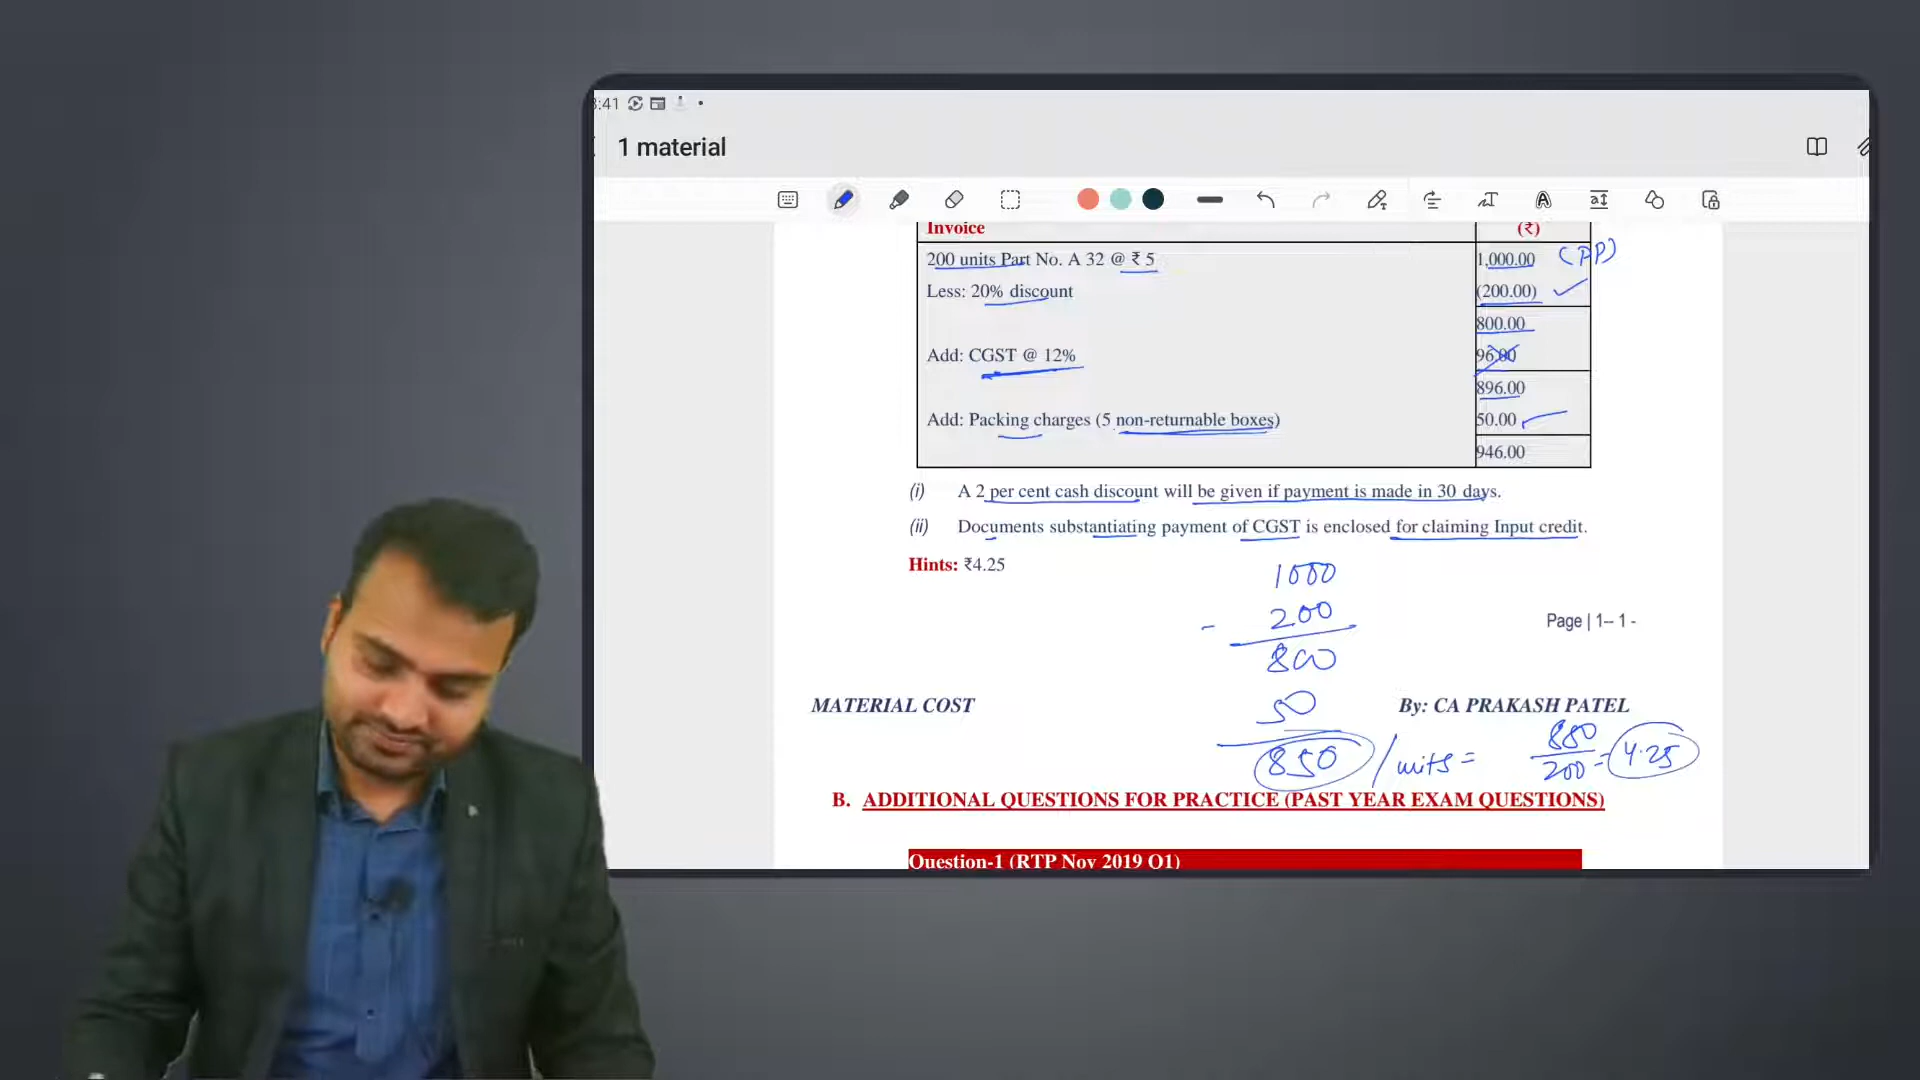 3:41
1 material
Invoice (₹)
200 units Part No. A 32 @ ₹ 5 1,000.00 (PP)
Less: 20% discount (200.00)
800.00
Add: CGST @ 12% 96.00
896.00
Add: Packing charges (5 non-returnable boxes) 50.00
946.00
(i) A 2 per cent cash discount will be given if payment is made in 30 days.
(ii) Documents substantiating payment of CGST is enclosed for claiming Input credit.
Hints: ₹4.25
1000
- 200
800
50
850 / units = 850/200 = 4.25
Page | 1-- 1 -
MATERIAL COST By: CA PRAKASH PATEL
B. ADDITIONAL QUESTIONS FOR PRACTICE (PAST YEAR EXAM QUESTIONS)
Question-1 (RTP Nov 2019 Q1)